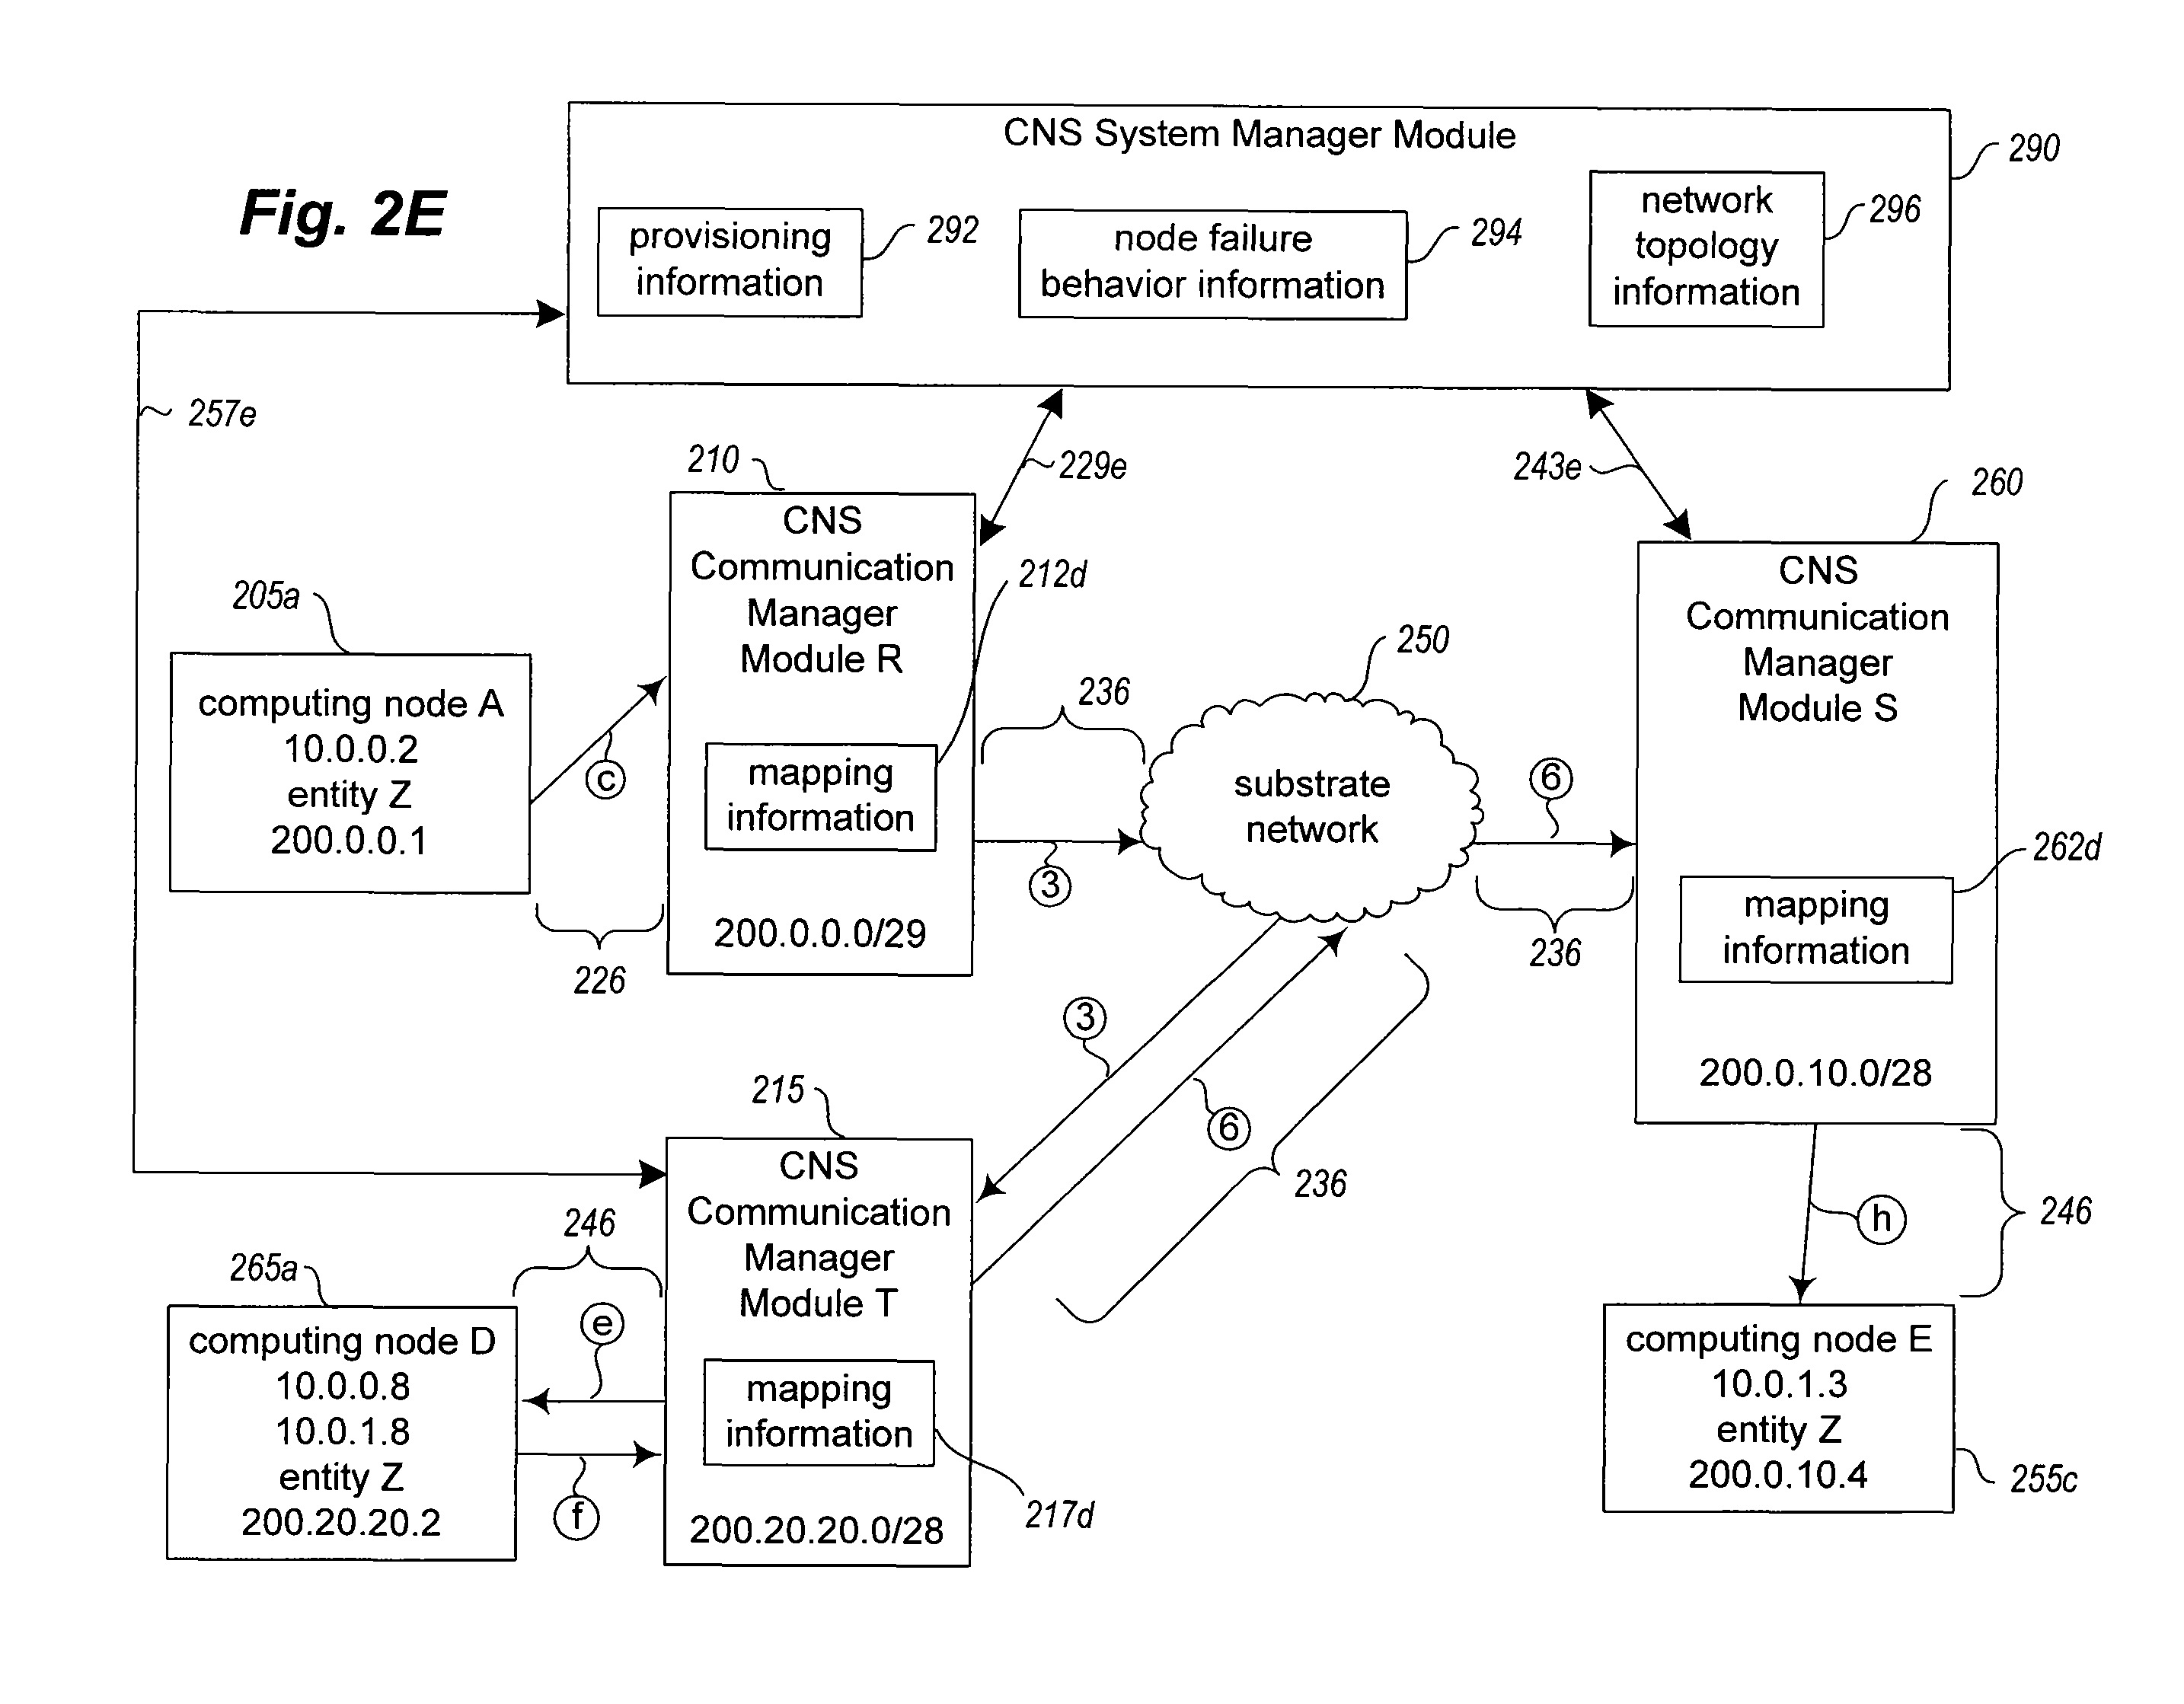 Fig. 2E
CNS System Manager Module
290
provisioning
information
292
node failure
behavior information
294
network
topology
information
296
257e
229e
243e
210
CNS
Communication
Manager
Module R
212d
mapping
information
200.0.0.0/29
205a
computing node A
10.0.0.2
entity Z
200.0.0.1
c
226
236
3
250
substrate
network
6
236
260
CNS
Communication
Manager
Module S
262d
mapping
information
200.0.10.0/28
3
6
236
215
CNS
Communication
Manager
Module T
mapping
information
217d
200.20.20.0/28
246
265a
e
computing node D
10.0.0.8
10.0.1.8
entity Z
200.20.20.2
f
h
246
computing node E
10.0.1.3
entity Z
200.0.10.4
255c